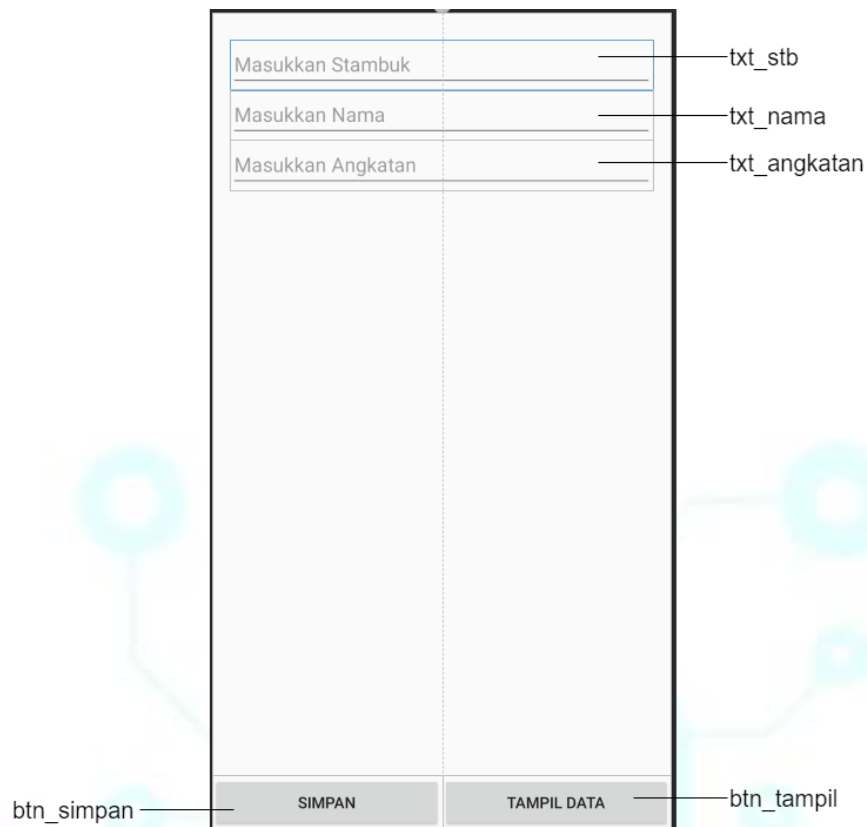 Masukkan Stambuk
txt_stb
Masukkan Nama
txt_nama
Masukkan Angkatan
txt_angkatan
btn_simpan
SIMPAN
TAMPIL DATA
btn_tampil